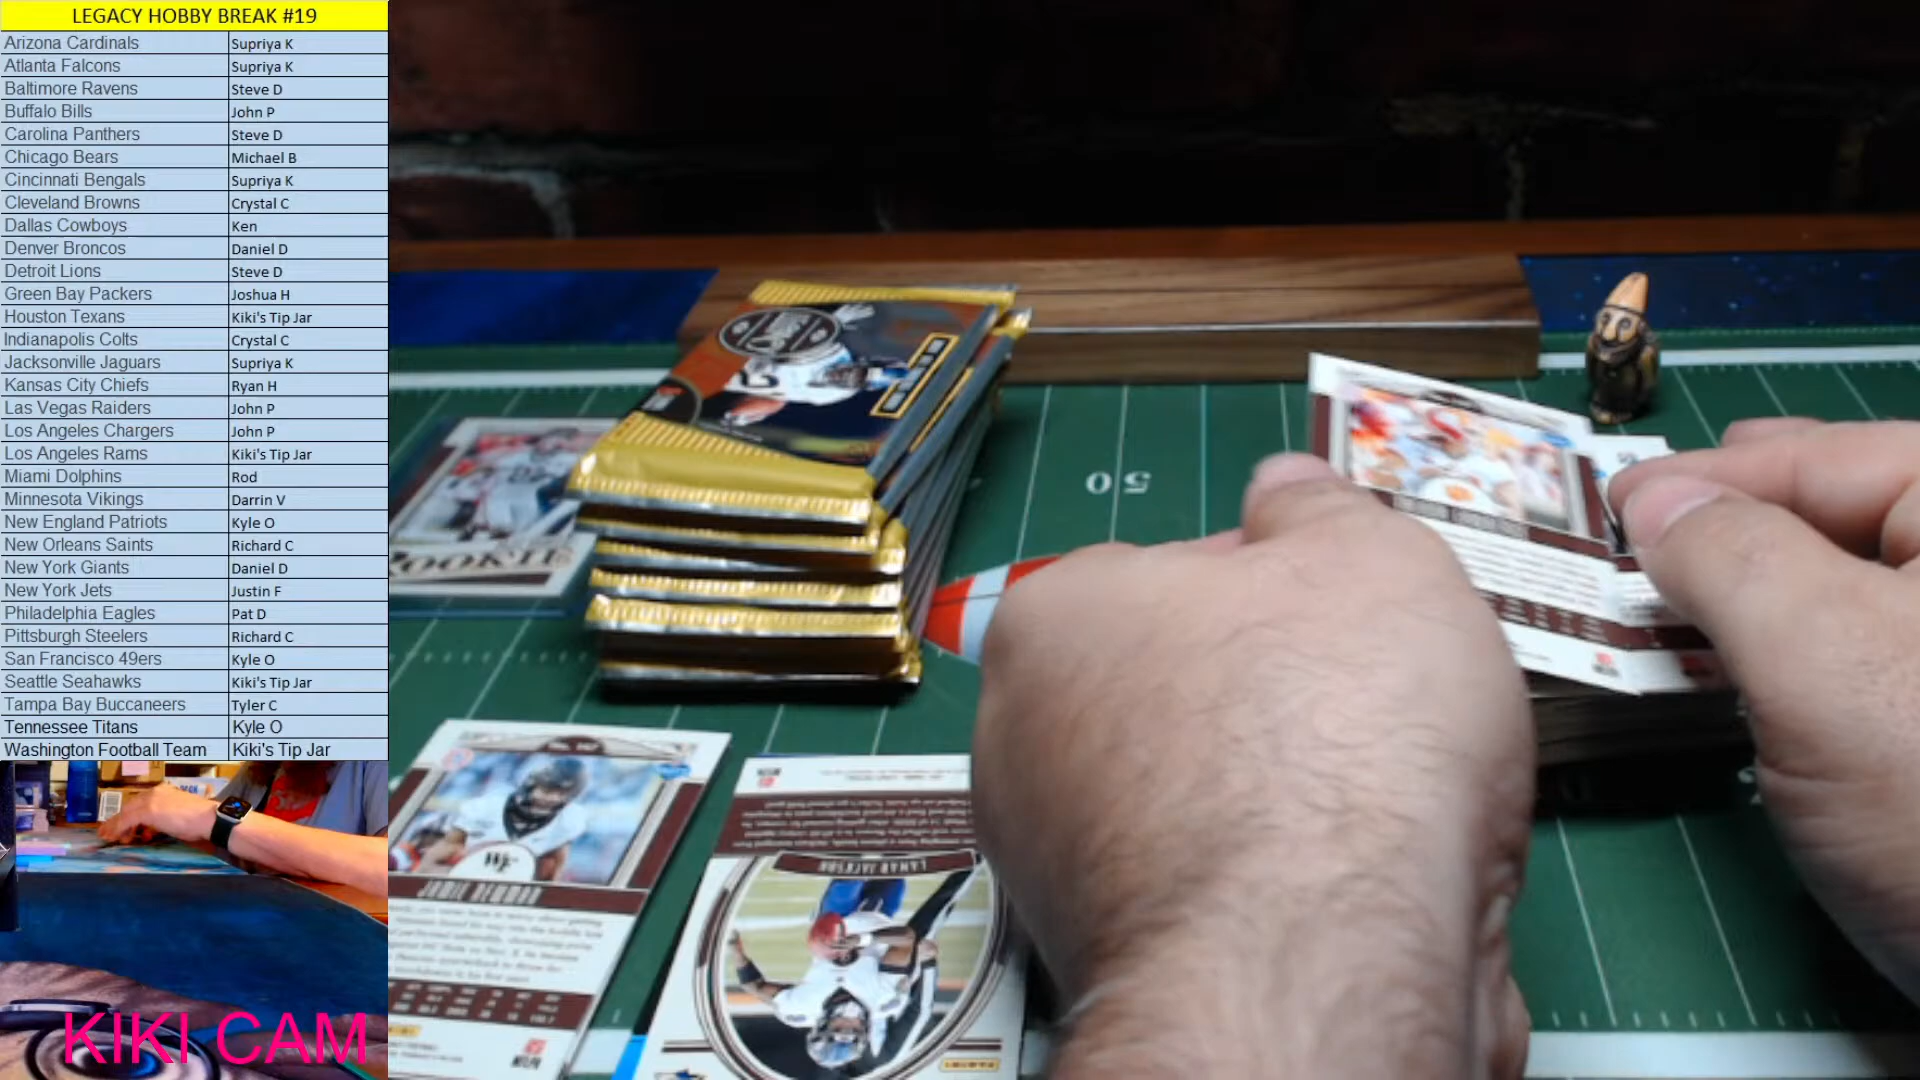 LEGACY HOBBY BREAK #19
Arizona Cardinals Supriya K
Atlanta Falcons Supriya K
Baltimore Ravens Steve D
Buffalo Bills John P
Carolina Panthers Steve D
Chicago Bears Michael B
Cincinnati Bengals Supriya K
Cleveland Browns Crystal C
Dallas Cowboys Ken
Denver Broncos Daniel D
Detroit Lions Steve D
Green Bay Packers Joshua H
Houston Texans Kiki's Tip Jar
Indianapolis Colts Crystal C
Jacksonville Jaguars Supriya K
Kansas City Chiefs Ryan H
Las Vegas Raiders John P
Los Angeles Chargers John P
Los Angeles Rams Kiki's Tip Jar
Miami Dolphins Rod
Minnesota Vikings Darrin V
New England Patriots Kyle O
New Orleans Saints Richard C
New York Giants Daniel D
New York Jets Justin F
Philadelphia Eagles Pat D
Pittsburgh Steelers Richard C
San Francisco 49ers Kyle O
Seattle Seahawks Kiki's Tip Jar
Tampa Bay Buccaneers Tyler C
Tennessee Titans Kyle O
Washington Football Team Kiki's Tip Jar
KIKI CAM
50
JAMIE NEWMAN
WF
LAMAR JACKSON